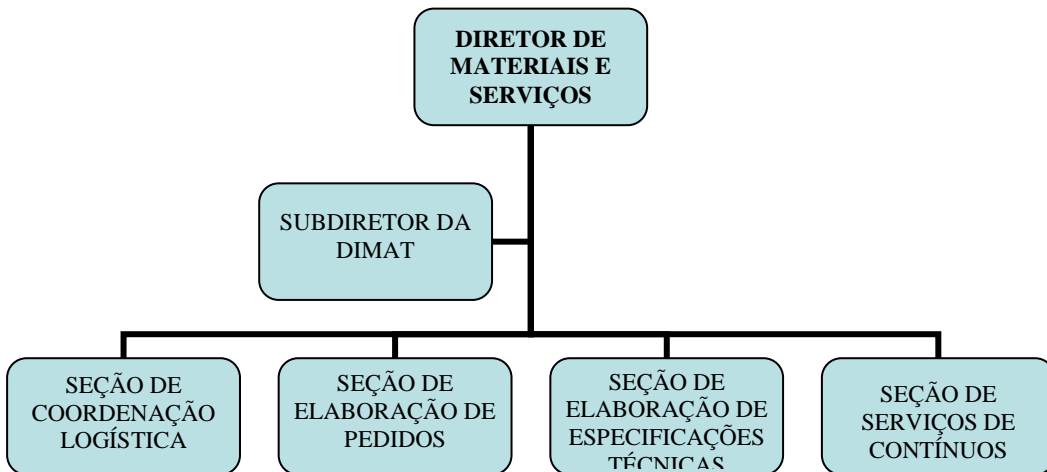 DIRETOR DE
MATERIAIS E
SERVIÇOS
SUBDIRETOR DA
DIMAT
SEÇÃO DE
COORDENAÇÃO
LOGÍSTICA
SEÇÃO DE
ELABORAÇÃO DE
PEDIDOS
SEÇÃO DE
ELABORAÇÃO DE
ESPECIFICAÇÕES
TÉCNICAS
SEÇÃO DE
SERVIÇOS DE
CONTÍNUOS